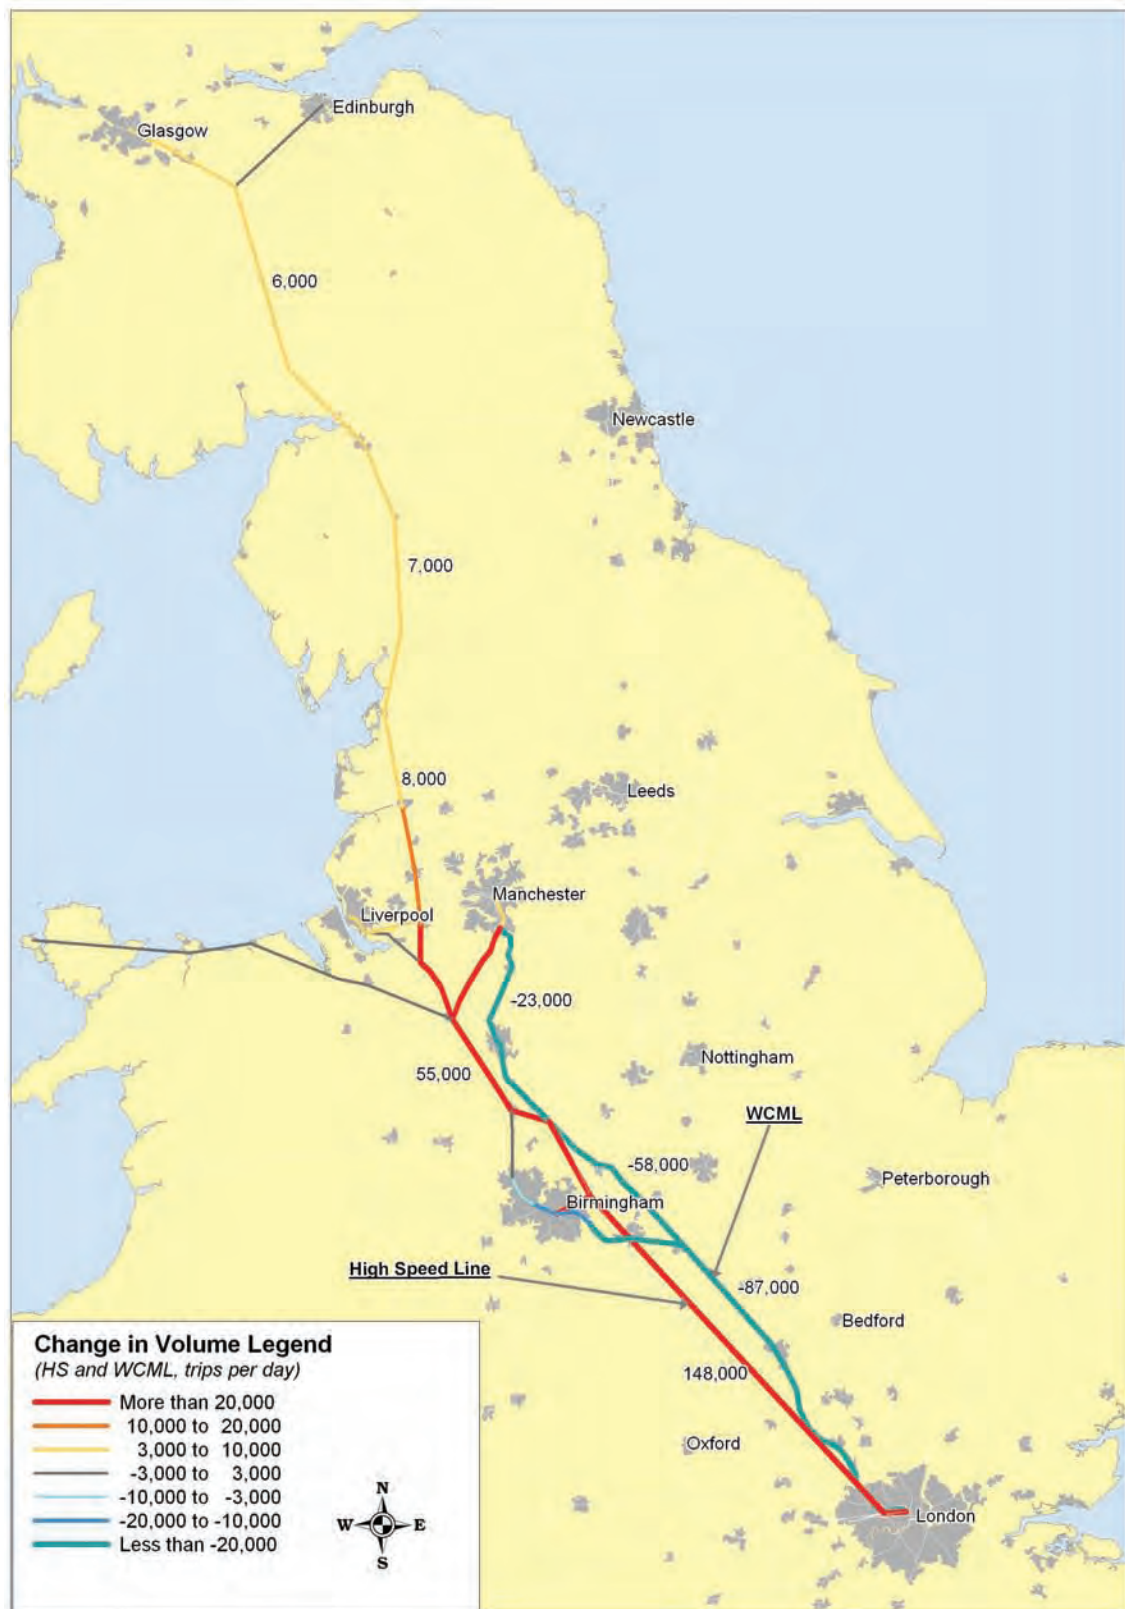 Edinburgh
Glasgow
6,000
Newcastle
7,000
8,000
Leeds
Manchester
Liverpool
-23,000
Nottingham
55,000
WCML
-58,000
Peterborough
Birmingham
High Speed Line
-87,000
Bedford
148,000
Oxford
London
Change in Volume Legend
(HS and WCML, trips per day)
More than 20,000
10,000 to 20,000
3,000 to 10,000
-3,000 to 3,000
-10,000 to -3,000
-20,000 to -10,000
Less than -20,000
N
W E
S